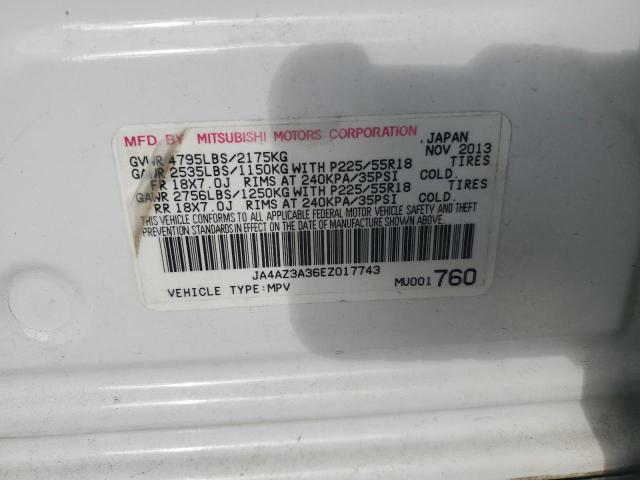 MFD BY MITSUBISHI MOTORS CORPORATION , JAPAN
GVWR 4795LBS/2175KG NOV 2013
GAWR 2535LBS/1150KG WITH P225/55R18 TIRES
FR 18X7.0J RIMS AT 240KPA/35PSI COLD.
GAWR 2756LBS/1250KG WITH P225/55R18 TIRES
RR 18X7.0J RIMS AT 240KPA/35PSI COLD.
THIS VEHICLE CONFORMS TO ALL APPLICABLE FEDERAL MOTOR VEHICLE SAFETY AND THEFT
PREVENTION STANDARDS IN EFFECT ON THE DATE OF MANUFACTURE SHOWN ABOVE.
JA4AZ3A36EZ017743
VEHICLE TYPE:MPV MU001 760